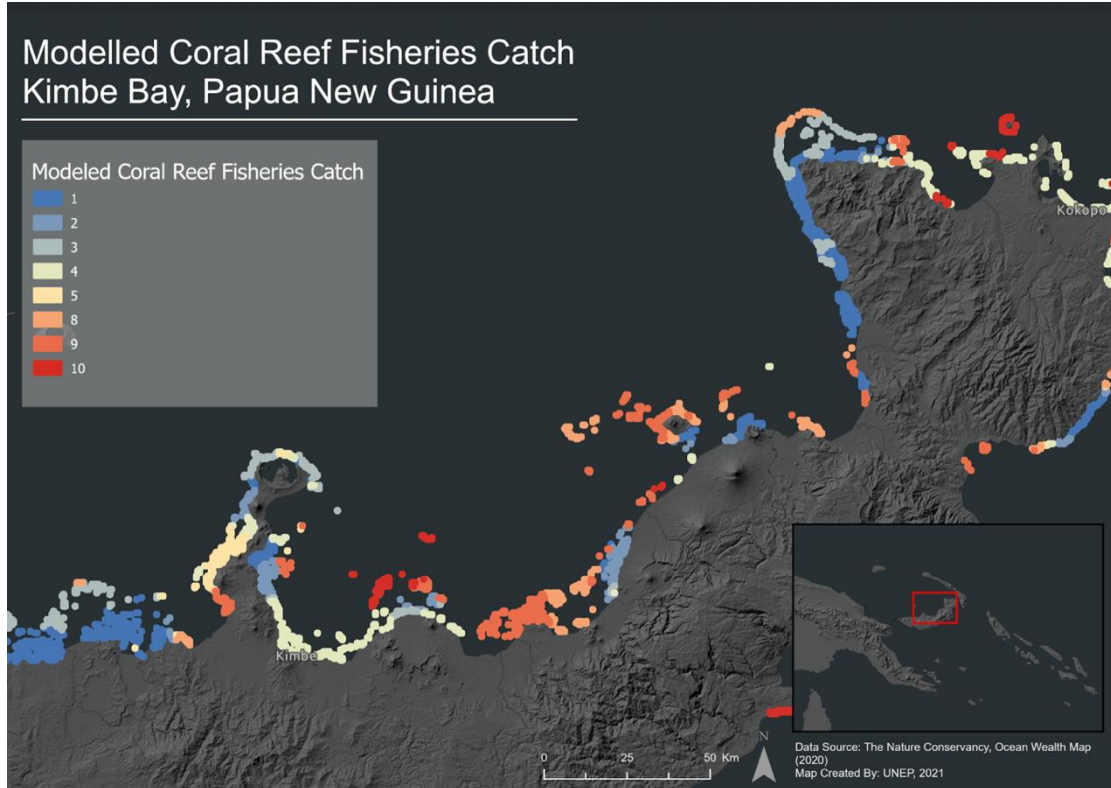 Modelled Coral Reef Fisheries Catch
Kimbe Bay, Papua New Guinea
Modeled Coral Reef Fisheries Catch
1
2
3
4
5
8
9
10
Kokopo
Kimbe
0 25 50 Km
N
Data Source: The Nature Conservancy, Ocean Wealth Map
(2020)
Map Created By: UNEP, 2021